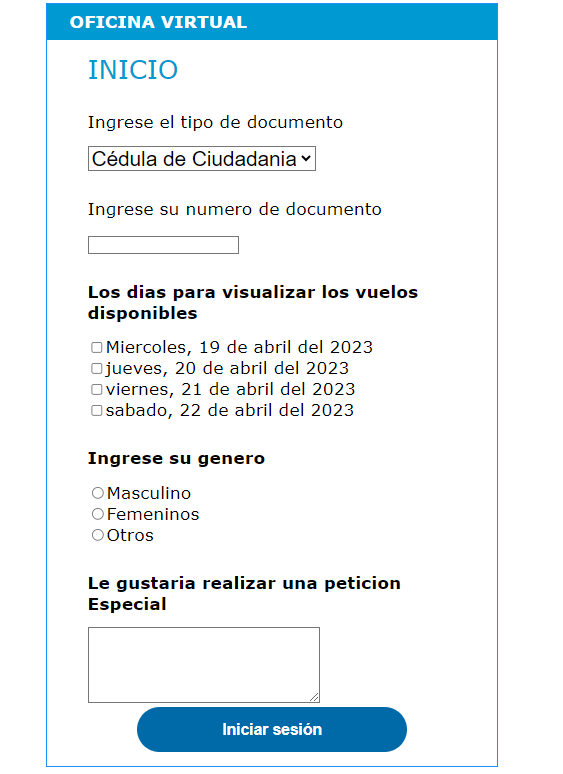 OFICINA VIRTUAL
INICIO
Ingrese el tipo de documento
Cédula de Ciudadania
Ingrese su numero de documento
Los dias para visualizar los vuelos
disponibles
Miercoles, 19 de abril del 2023
jueves, 20 de abril del 2023
viernes, 21 de abril del 2023
sabado, 22 de abril del 2023
Ingrese su genero
Masculino
Femeninos
Otros
Le gustaria realizar una peticion
Especial
Iniciar sesión